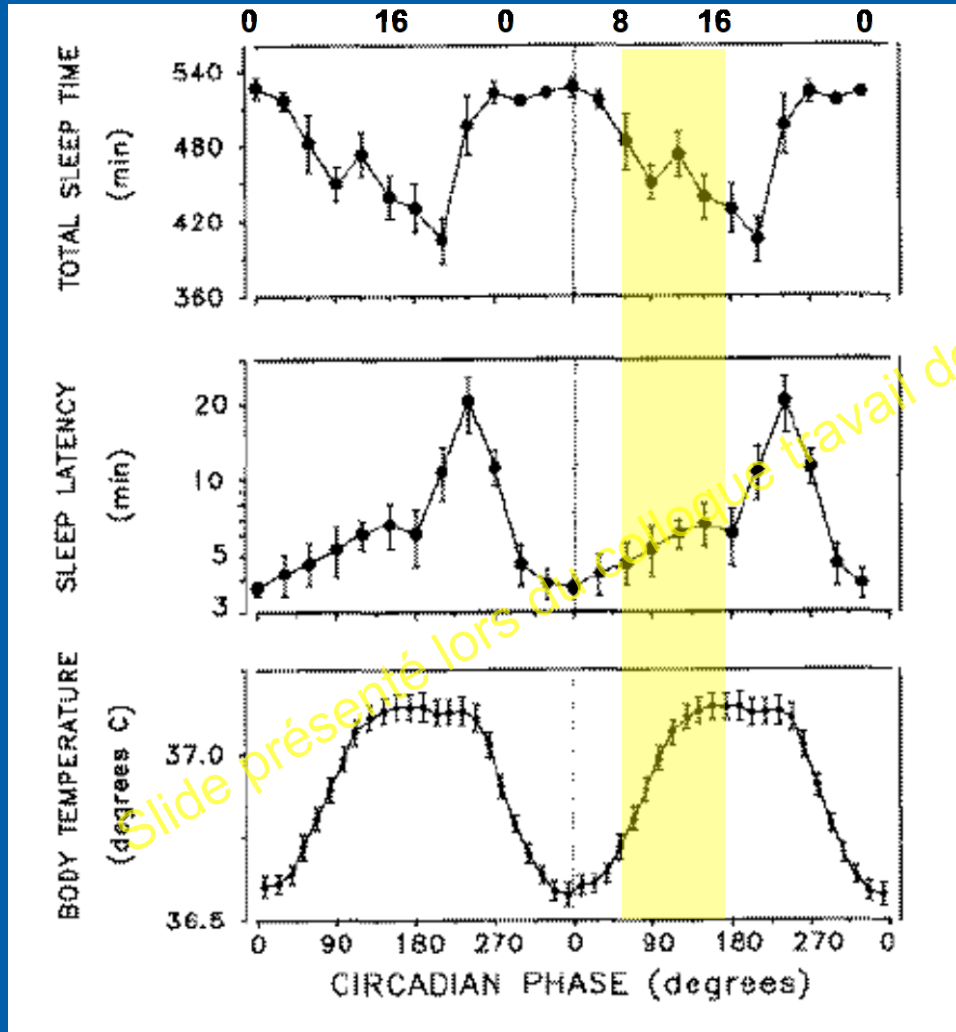 0 16 0 8 16 0
TOTAL SLEEP TIME
(min)
540
480
420
360
SLEEP LATENCY
(min)
20
10
5
3
BODY TEMPERATURE
(degrees C)
37.0
36.5
0 90 180 270 0 90 180 270 0
CIRCADIAN PHASE (degrees)
Slide présenté lors du colloque travail de